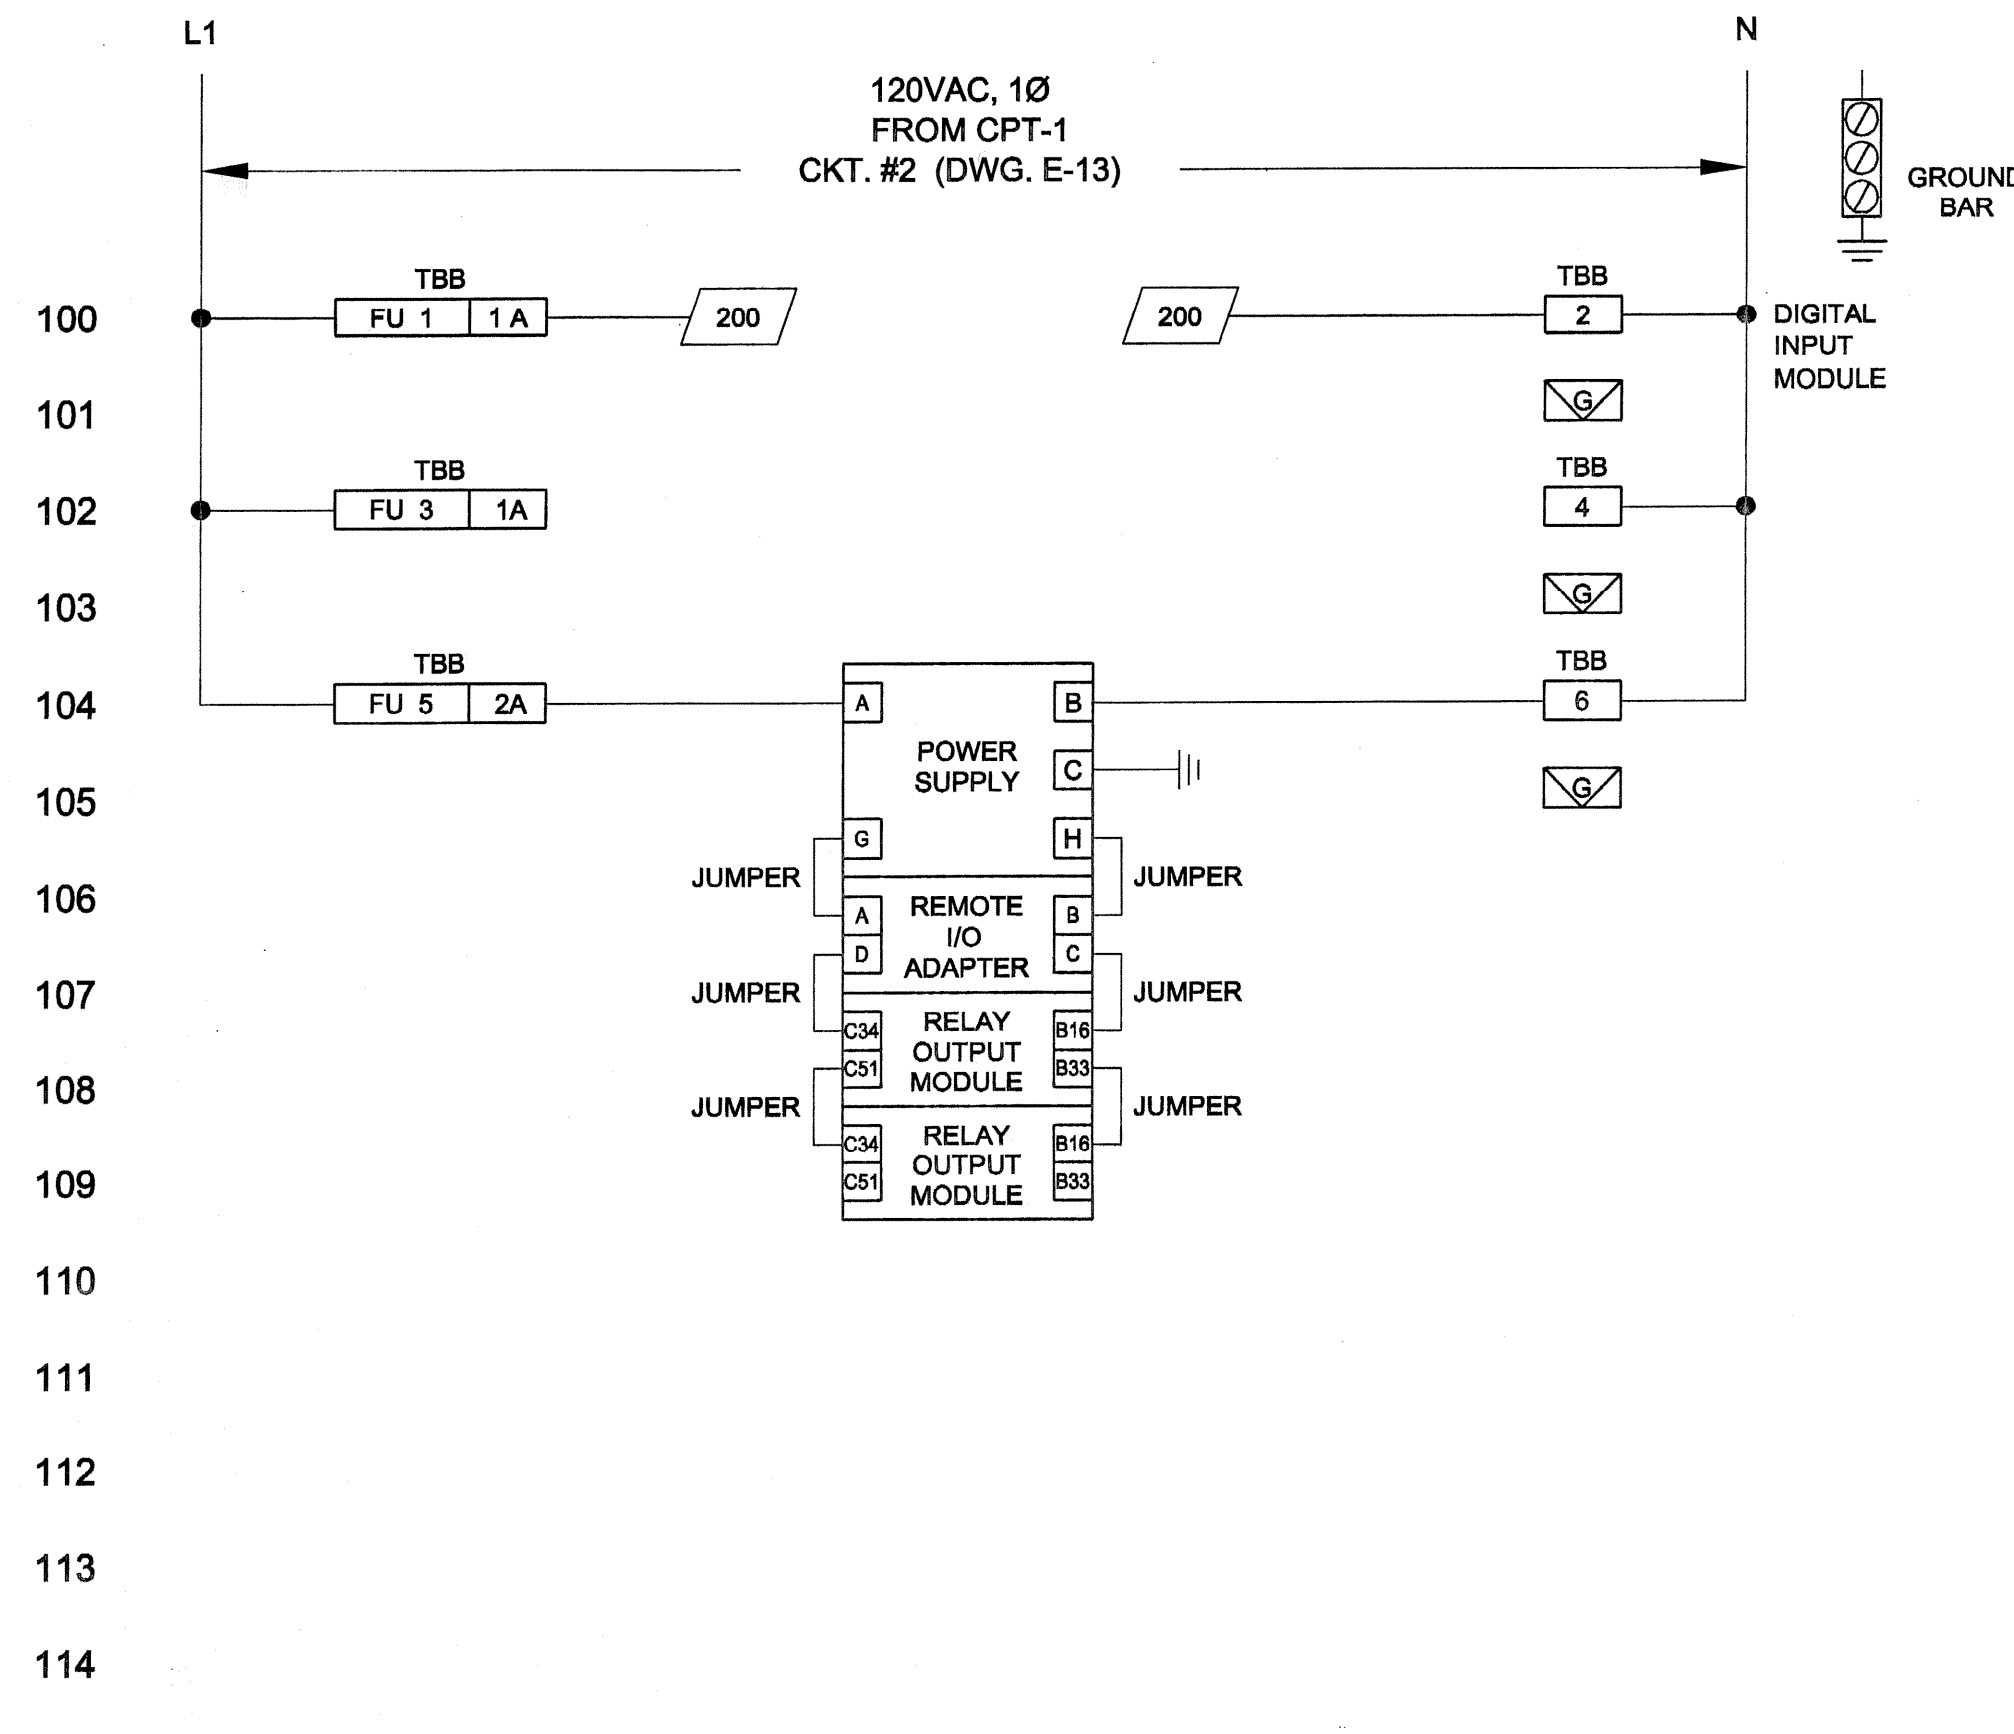 L1
N
120VAC, 1Ø
FROM CPT-1
CKT. #2 (DWG. E-13)
GROUND
BAR
TBB
TBB
100
FU 1
1 A
200
200
2
DIGITAL
INPUT
MODULE
101
G
TBB
TBB
102
FU 3
1A
4
103
G
TBB
TBB
104
FU 5
2A
A
B
6
POWER
SUPPLY
C
105
G
G
H
JUMPER
JUMPER
106
A
REMOTE
I/O
ADAPTER
B
D
C
107
JUMPER
JUMPER
C34
RELAY
OUTPUT
MODULE
B16
C51
B33
108
JUMPER
JUMPER
C34
RELAY
OUTPUT
MODULE
B16
109
C51
B33
110
111
112
113
114